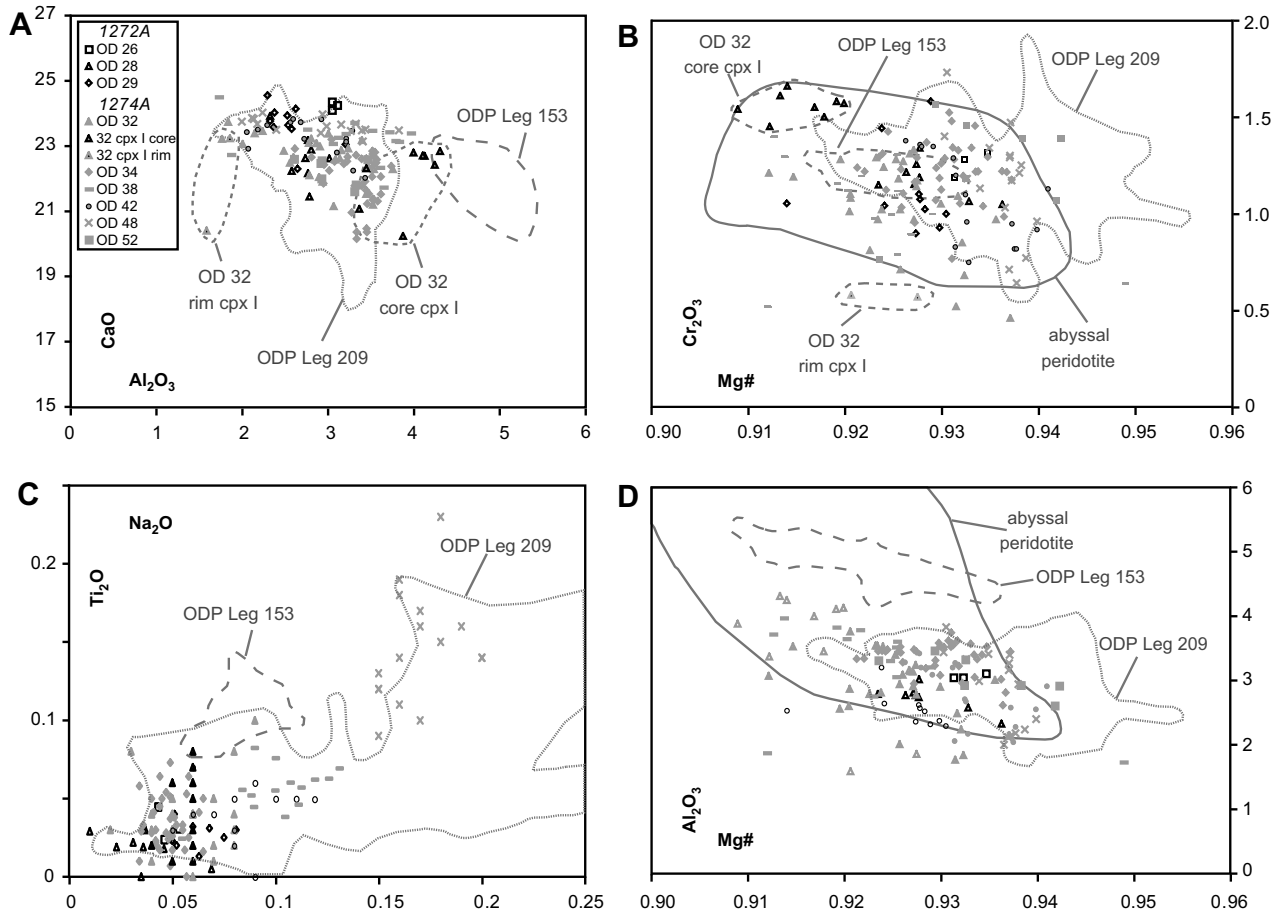 A
27
25
23
21
19
17
15
0
1
2
3
4
5
6
CaO
Al₂O₃
1272A
OD 26
OD 28
OD 29
1274A
OD 32
32 cpx I core
32 cpx I rim
OD 34
OD 38
OD 42
OD 48
OD 52
ODP Leg 153
OD 32
rim cpx I
OD 32
core cpx I
ODP Leg 209
B
OD 32
core cpx I
ODP Leg 153
ODP Leg 209
2.0
1.5
1.0
0.5
0
Cr₂O₃
Mg#
OD 32
rim cpx I
abyssal
peridotite
0.90
0.91
0.92
0.93
0.94
0.95
0.96
C
Na₂O
Ti₂O
0.2
0.1
0
ODP Leg 209
ODP Leg 153
0
0.05
0.1
0.15
0.2
0.25
D
abyssal
peridotite
ODP Leg 153
ODP Leg 209
6
5
4
3
2
1
0
Al₂O₃
Mg#
0.90
0.91
0.92
0.93
0.94
0.95
0.96